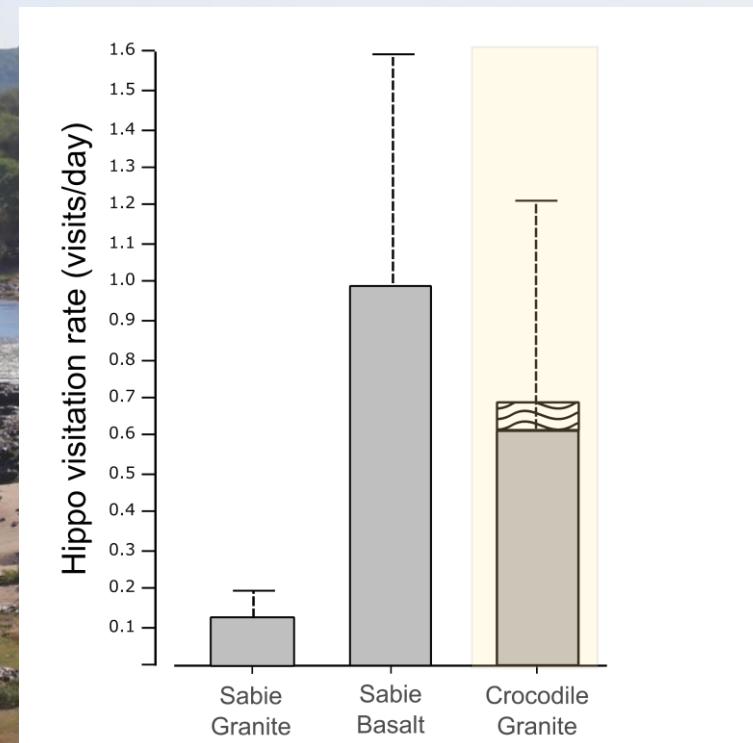 Hippo visitation rate (visits/day)
1.6
1.5
1.4
1.3
1.2
1.1
1.0
0.9
0.8
0.7
0.6
0.5
0.4
0.3
0.2
0.1
Sabie
Granite
Sabie
Basalt
Crocodile
Granite